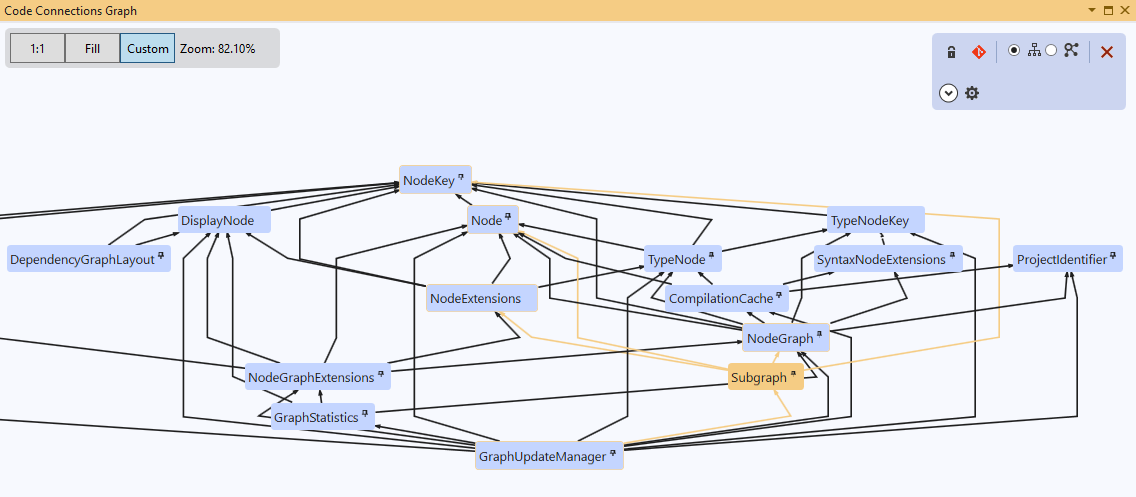 Code Connections Graph
1:1 Fill Custom Zoom: 82.10%
NodeKey
DisplayNode Node TypeNodeKey
DependencyGraphLayout TypeNode SyntaxNodeExtensions ProjectIdentifier
NodeExtensions CompilationCache
NodeGraph
NodeGraphExtensions Subgraph
GraphStatistics
GraphUpdateManager